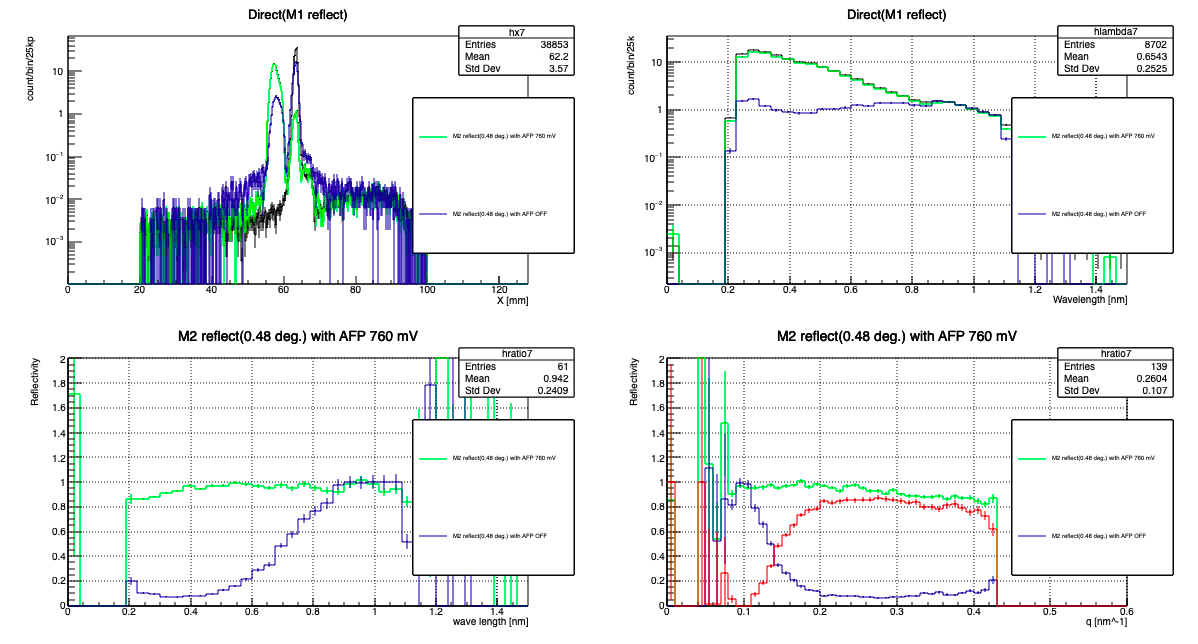 Direct(M1 reflect)
count/bin/25kp
hx7
Entries 38853
Mean 62.2
Std Dev 3.57
10
1
10−1
10−2
10−3
M2 reflect(0.48 deg.) with AFP 760 mV
M2 reflect(0.48 deg.) with AFP OFF
0 20 40 60 80 100 120
X [mm]
Direct(M1 reflect)
count/bin/25k
hlambda7
Entries 8702
Mean 0.6543
Std Dev 0.2525
10
1
10−1
10−2
10−3
M2 reflect(0.48 deg.) with AFP 760 mV
M2 reflect(0.48 deg.) with AFP OFF
0 0.2 0.4 0.6 0.8 1 1.2 1.4
Wavelength [nm]
M2 reflect(0.48 deg.) with AFP 760 mV
Reflectivity
hratio7
Entries 61
Mean 0.942
Std Dev 0.2409
2
1.8
1.6
1.4
1.2
1
0.8
0.6
0.4
0.2
0
M2 reflect(0.48 deg.) with AFP 760 mV
M2 reflect(0.48 deg.) with AFP OFF
0.2 0.4 0.6 0.8 1 1.2 1.4
wave length [nm]
M2 reflect(0.48 deg.) with AFP 760 mV
Reflectivity
hratio7
Entries 139
Mean 0.2604
Std Dev 0.107
2
1.8
1.6
1.4
1.2
1
0.8
0.6
0.4
0.2
0
M2 reflect(0.48 deg.) with AFP 760 mV
M2 reflect(0.48 deg.) with AFP OFF
0 0.1 0.2 0.3 0.4 0.5 0.6
q [nm^-1]